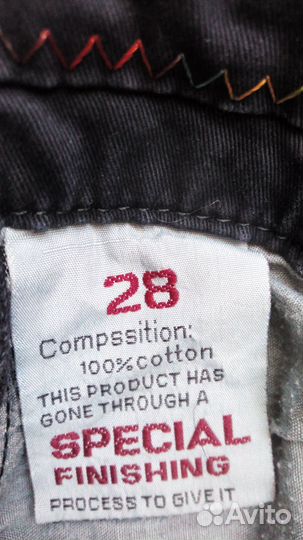 28
Compssition:
100%cotton
THIS PRODUCT HAS
GONE THROUGH A
SPECIAL
FINISHING
PROCESS TO GIVE IT
Avito